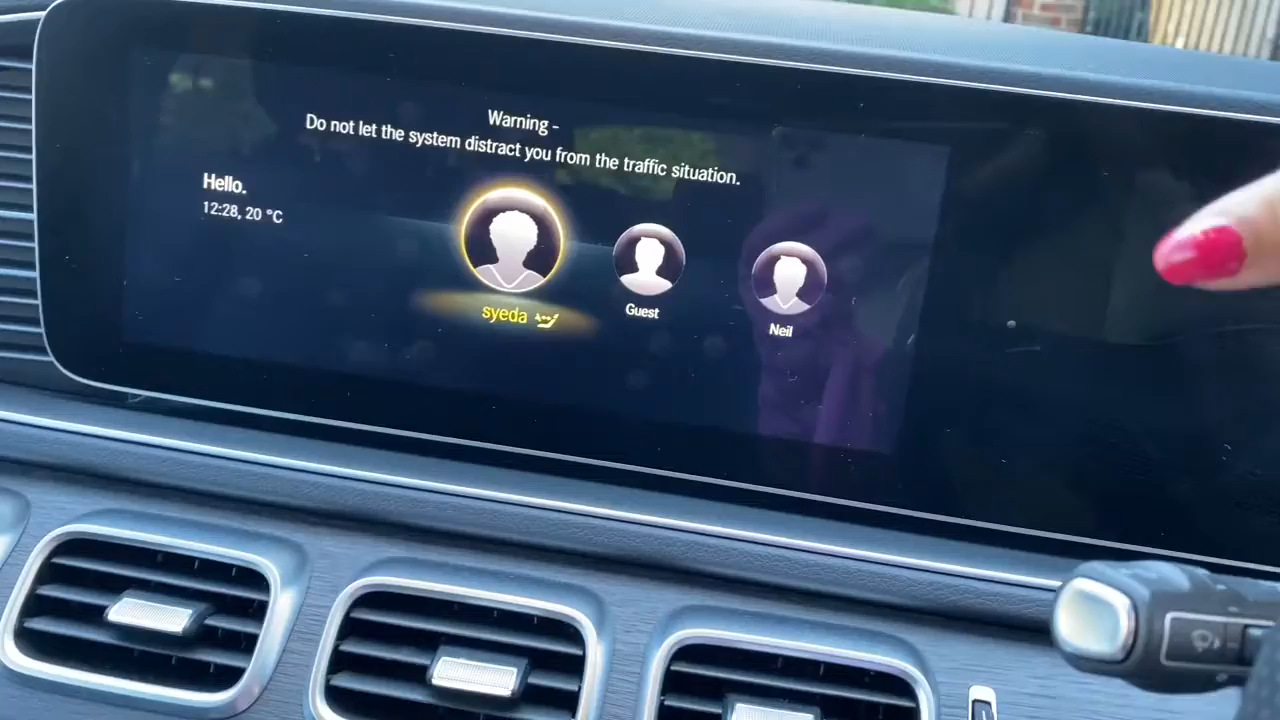 Warning -
Do not let the system distract you from the traffic situation.
Hello.
12:28, 20 °C
syeda
Guest
Neil